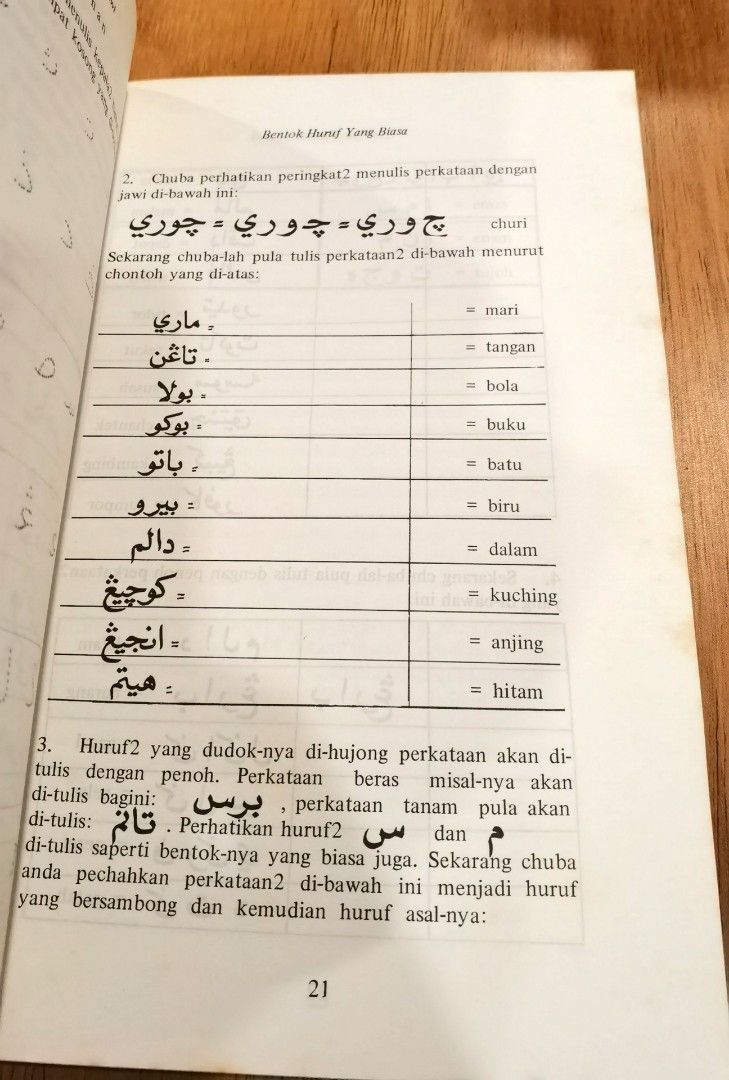 Bentok Huruf Yang Biasa
2. Chuba perhatikan peringkat2 menulis perkataan dengan
jawi di-bawah ini:
چ و ري = چـ و ري = چوري churi
Sekarang chuba-lah pula tulis perkataan2 di-bawah menurut
chontoh yang di-atas:
ماري = = mari
تاڠن = = tangan
بولا = = bola
بوكو = = buku
باتو = = batu
بيرو = = biru
دالم = = dalam
كوچيڠ = = kuching
انجيڠ = = anjing
هيتم = = hitam
3. Huruf2 yang dudok-nya di-hujong perkataan akan di-
tulis dengan penoh. Perkataan beras misal-nya akan
di-tulis bagini: برس , perkataan tanam pula akan
di-tulis: تانم . Perhatikan huruf2 س dan م
di-tulis saperti bentok-nya yang biasa juga. Sekarang chuba
anda pechahkan perkataan2 di-bawah ini menjadi huruf
yang bersambong dan kemudian huruf asal-nya:
21